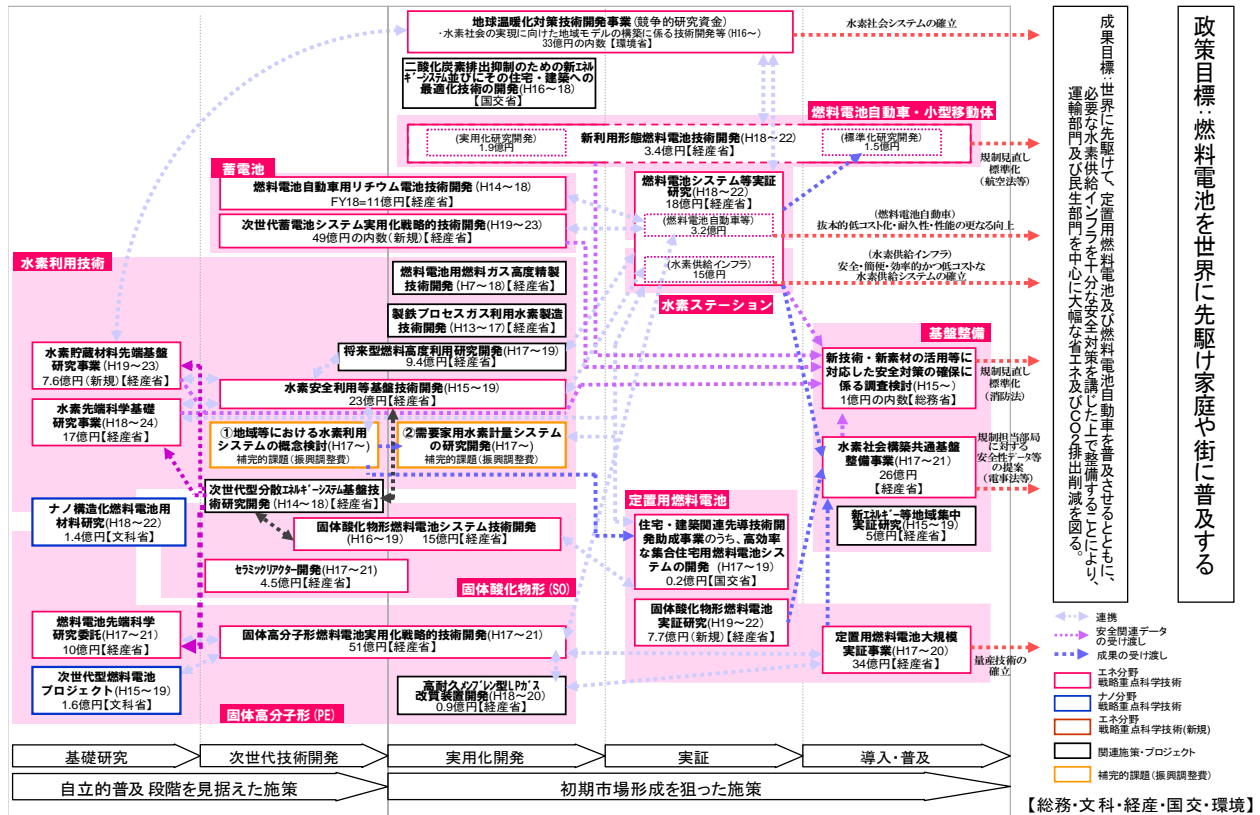 地球温暖化対策技術開発事業(競争的研究資金)
・水素社会の実現に向けた地域モデルの構築に係る技術開発等(H16～)
33億円の内数【環境省】
水素社会システムの確立
二酸化炭素排出抑制のための新エネル
ギーシステム並びにその住宅・建築への
最適化技術の開発(H16～18)
【国交省】
燃料電池自動車・小型移動体
(実用化研究開発)
1.9億円
新利用形態燃料電池技術開発(H18～22)
3.4億円【経産省】
(標準化研究開発)
1.5億円
規制見直し
標準化
(航空法等)
蓄電池
燃料電池自動車用リチウム電池技術開発(H14～18)
FY18=11億円【経産省】
次世代蓄電池システム実用化戦略的技術開発(H19～23)
49億円の内数(新規)【経産省】
燃料電池システム等実証
研究(H18～22)
18億円【経産省】
(燃料電池自動車等)
3.2億円
(水素供給インフラ)
15億円
水素ステーション
(燃料電池自動車)
抜本的低コスト化・耐久性・性能の更なる向上
(水素供給インフラ)
安全・簡便・効率的かつ低コストな
水素供給システムの確立
水素利用技術
燃料電池用燃料ガス高度精製
技術開発(H7～18)【経産省】
製鉄プロセスガス利用水素製造
技術開発(H13～17)【経産省】
将来型燃料高度利用研究開発(H17～19)
9.4億円【経産省】
水素貯蔵材料先端基盤
研究事業(H19～23)
7.6億円(新規)【経産省】
水素安全利用等基盤技術開発(H15～19)
23億円【経産省】
水素先端科学基礎
研究事業(H18～24)
17億円【経産省】
①地域等における水素利用
システムの概念検討(H17～)
補完的課題(振興調整費)
②需要家用水素計量システム
の研究開発(H17～)
補完的課題(振興調整費)
基盤整備
新技術・新素材の活用等に
対応した安全対策の確保に
係る調査検討(H15～)
1億円の内数【総務省】
規制見直し
標準化
(消防法)
水素社会構築共通基盤
整備事業(H17～21)
26億円
【経産省】
規制担当部局
に対する
安全性データ等
の提案
(電事法等)
新エネルギー等地域集中
実証研究(H15～19)
5億円【経産省】
次世代型分散エネルギーシステム基盤技
術研究開発(H14～18)【経産省】
ナノ構造化燃料電池用
材料研究(H18～22)
1.4億円【文科省】
固体酸化物形燃料電池システム技術開発
(H16～19) 15億円【経産省】
セラミックリアクター開発(H17～21)
4.5億円【経産省】
固体酸化物形(SO)
定置用燃料電池
住宅・建築関連先導技術開
発助成事業のうち、高効率
な集合住宅用燃料電池シス
テムの開発 (H17～19)
0.2億円【国交省】
固体酸化物形燃料電池
実証研究(H19～22)
7.7億円(新規)【経産省】
燃料電池先端科学
研究委託(H17～21)
10億円【経産省】
固体高分子形燃料電池実用化戦略的技術開発(H17～21)
51億円【経産省】
定置用燃料電池大規模
実証事業(H17～20)
34億円【経産省】
量産技術の
確立
次世代型燃料電池
プロジェクト(H15～19)
1.6億円【文科省】
高耐久メンブレン型LPガス
改質装置開発(H18～20)
0.9億円【経産省】
固体高分子形(PE)
基礎研究
次世代技術開発
実用化開発
実証
導入・普及
自立的普及 段階を見据えた施策
初期市場形成を狙った施策
成果目標：世界に先駆けて、定置用燃料電池及び燃料電池自動車を普及させるとともに、
必要な水素供給インフラを十分な安全対策を講じた上で整備することにより、
運輸部門及び民生部門を中心に大幅な省エネ及びCO2排出削減を図る。
政策目標：燃料電池を世界に先駆け家庭や街に普及する
連携
安全関連データ
の受け渡し
成果の受け渡し
エネ分野
戦略重点科学技術
ナノ分野
戦略重点科学技術
エネ分野
戦略重点科学技術(新規)
関連施策・プロジェクト
補完的課題(振興調整費)
【総務・文科・経産・国交・環境】